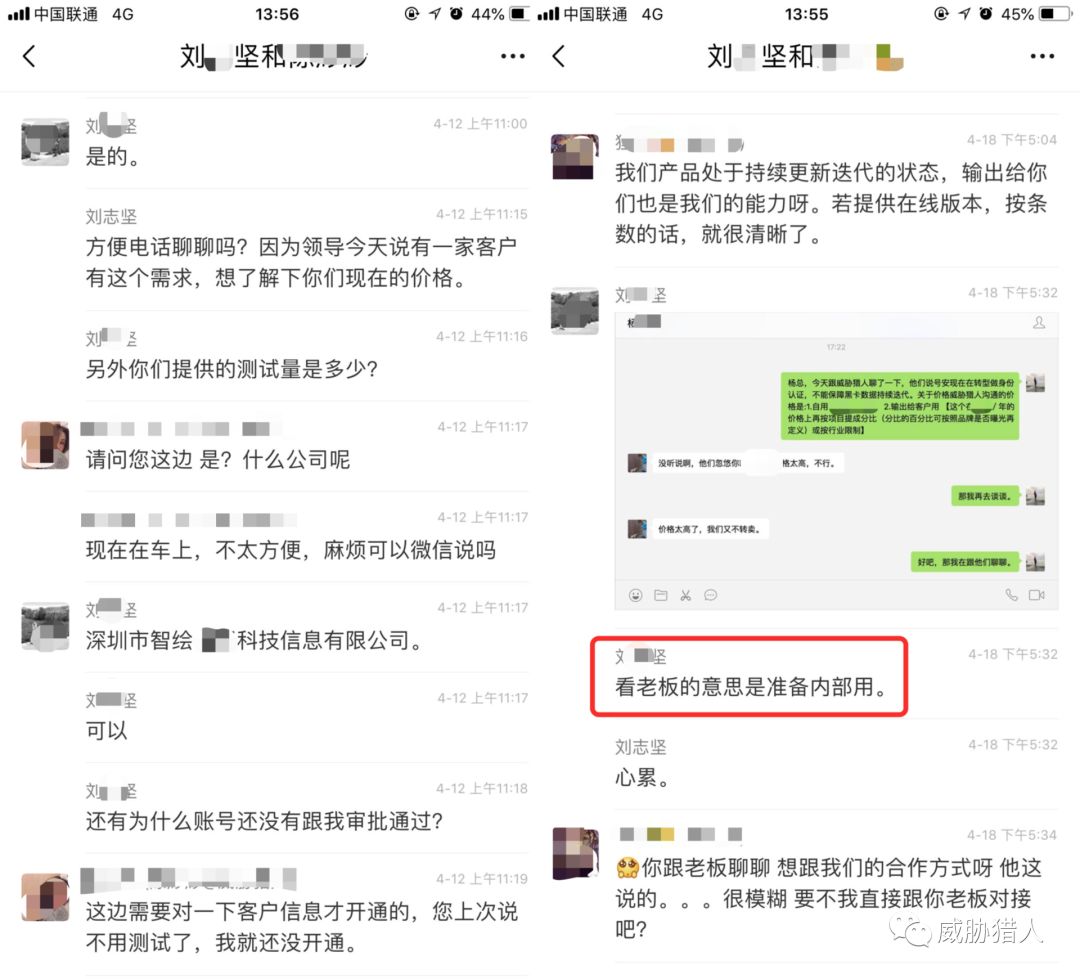 中国联通 4G
13:56
44%
刘 坚和
刘 坚
4-12 上午11:00
是的。
刘志坚
4-12 上午11:15
方便电话聊聊吗？因为领导今天说有一家客户
有这个需求，想了解下你们现在的价格。
刘 坚
4-12 上午11:16
另外你们提供的测试量是多少？
4-12 上午11:17
请问您这边 是？什么公司呢
4-12 上午11:17
现在在车上，不太方便，麻烦可以微信说吗
刘 坚
4-12 上午11:17
深圳市智绘 科技信息有限公司。
刘 坚
4-12 上午11:17
可以
刘 坚
4-12 上午11:18
还有为什么账号还没有跟我审批通过？
4-12 上午11:19
这边需要对一下客户信息才开通的，您上次说
不用测试了，我就还没开通。
中国联通 4G
13:55
45%
刘 坚和
4-18 下午5:04
我们产品处于持续更新迭代的状态，输出给你
们也是我们的能力呀。若提供在线版本，按条
数的话，就很清晰了。
刘 坚
4-18 下午5:32
杨
17:22
杨总，今天跟威胁猎人聊了一下，他们说号安现在在转型做身份
认证，不能保障黑卡数据持续迭代。关于价格威胁猎人沟通的价
格是:1.自用 2.输出给客户用 【这个在 / 年的
价格上再按项目提成分比（分比的百分比可按照品牌是否曝光再
定义）或按行业限制】
没听说啊，他们忽悠你 格太高，不行。
那我再去谈谈。
价格太高了，我们又不转卖。
好吧，那我在跟他们聊聊。
刘 坚
4-18 下午5:32
看老板的意思是准备内部用。
刘志坚
4-18 下午5:32
心累。
4-18 下午5:34
你跟老板聊聊 想跟我们的合作方式呀 他这
说的。。。很模糊 要不我直接跟你老板对接
吧？
威胁猎人